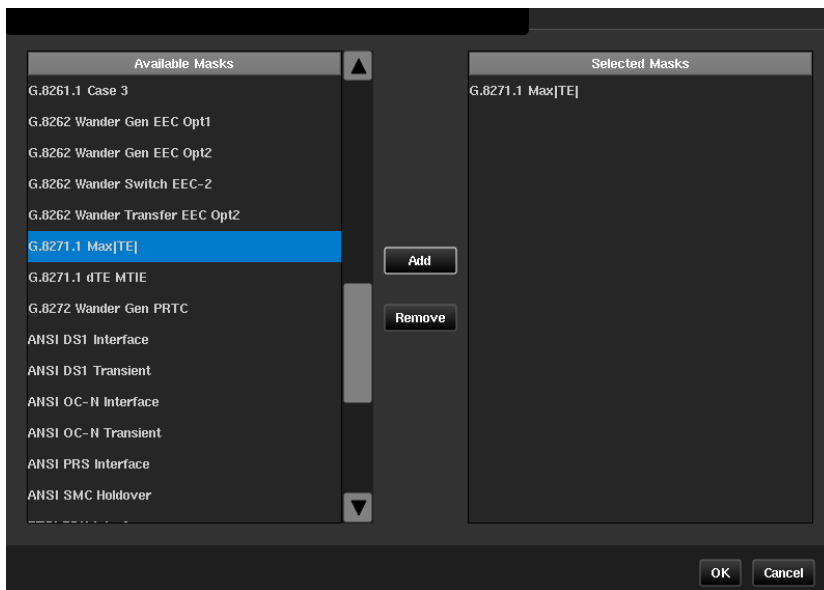 Available Masks
G.8261.1 Case 3
G.8262 Wander Gen EEC Opt1
G.8262 Wander Gen EEC Opt2
G.8262 Wander Switch EEC-2
G.8262 Wander Transfer EEC Opt2
G.8271.1 Max|TE|
G.8271.1 dTE MTIE
G.8272 Wander Gen PRTC
ANSI DS1 Interface
ANSI DS1 Transient
ANSI OC-N Interface
ANSI OC-N Transient
ANSI PRS Interface
ANSI SMC Holdover
Add
Remove
Selected Masks
G.8271.1 Max|TE|
OK
Cancel